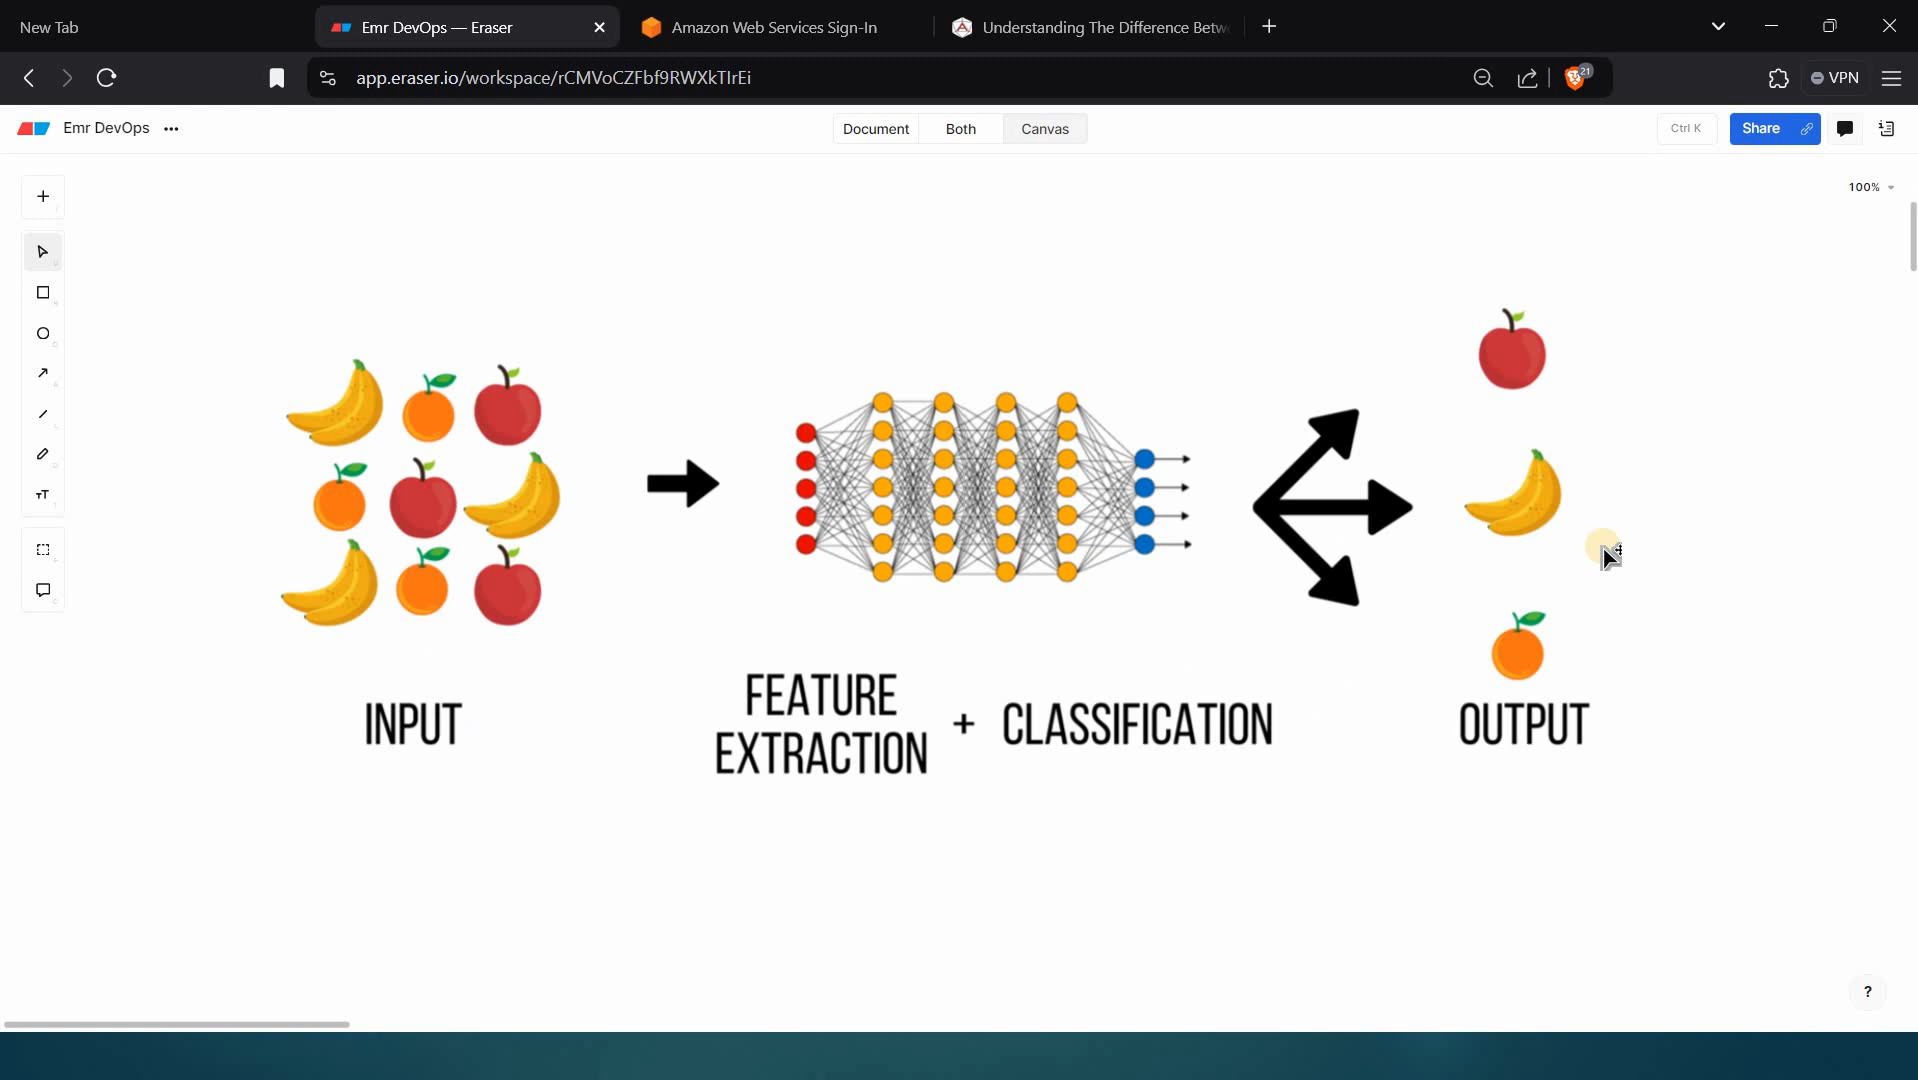 New Tab
Emr DevOps — Eraser
Amazon Web Services Sign-In
Understanding The Difference Betw
app.eraser.io/workspace/rCMVoCZFbf9RWXkTIrEi
21
VPN
Emr DevOps
Document
Both
Canvas
Ctrl K
Share
100%
INPUT
FEATURE
EXTRACTION
+
CLASSIFICATION
OUTPUT
?